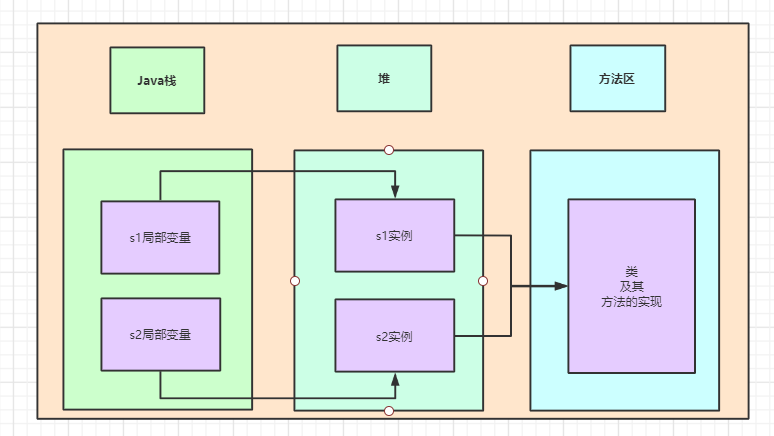 Java栈
堆
方法区
s1局部变量
s1实例
s2局部变量
s2实例
类
及其
方法的实现